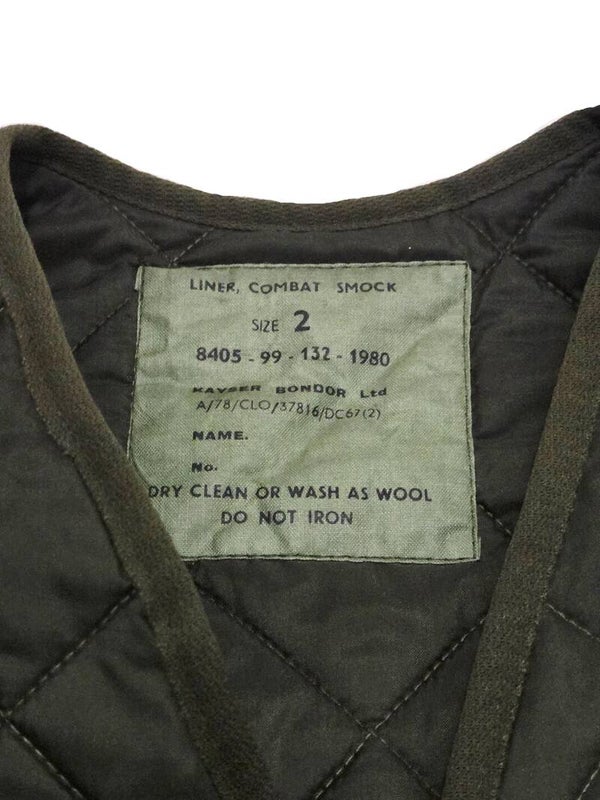 LINER, COMBAT SMOCK
SIZE 2
8405 - 99 - 132 - 1980
KAYSER BONDOR Ltd
A/78/CLO/37816/DC67(2)
NAME.
No.
DRY CLEAN OR WASH AS WOOL
DO NOT IRON